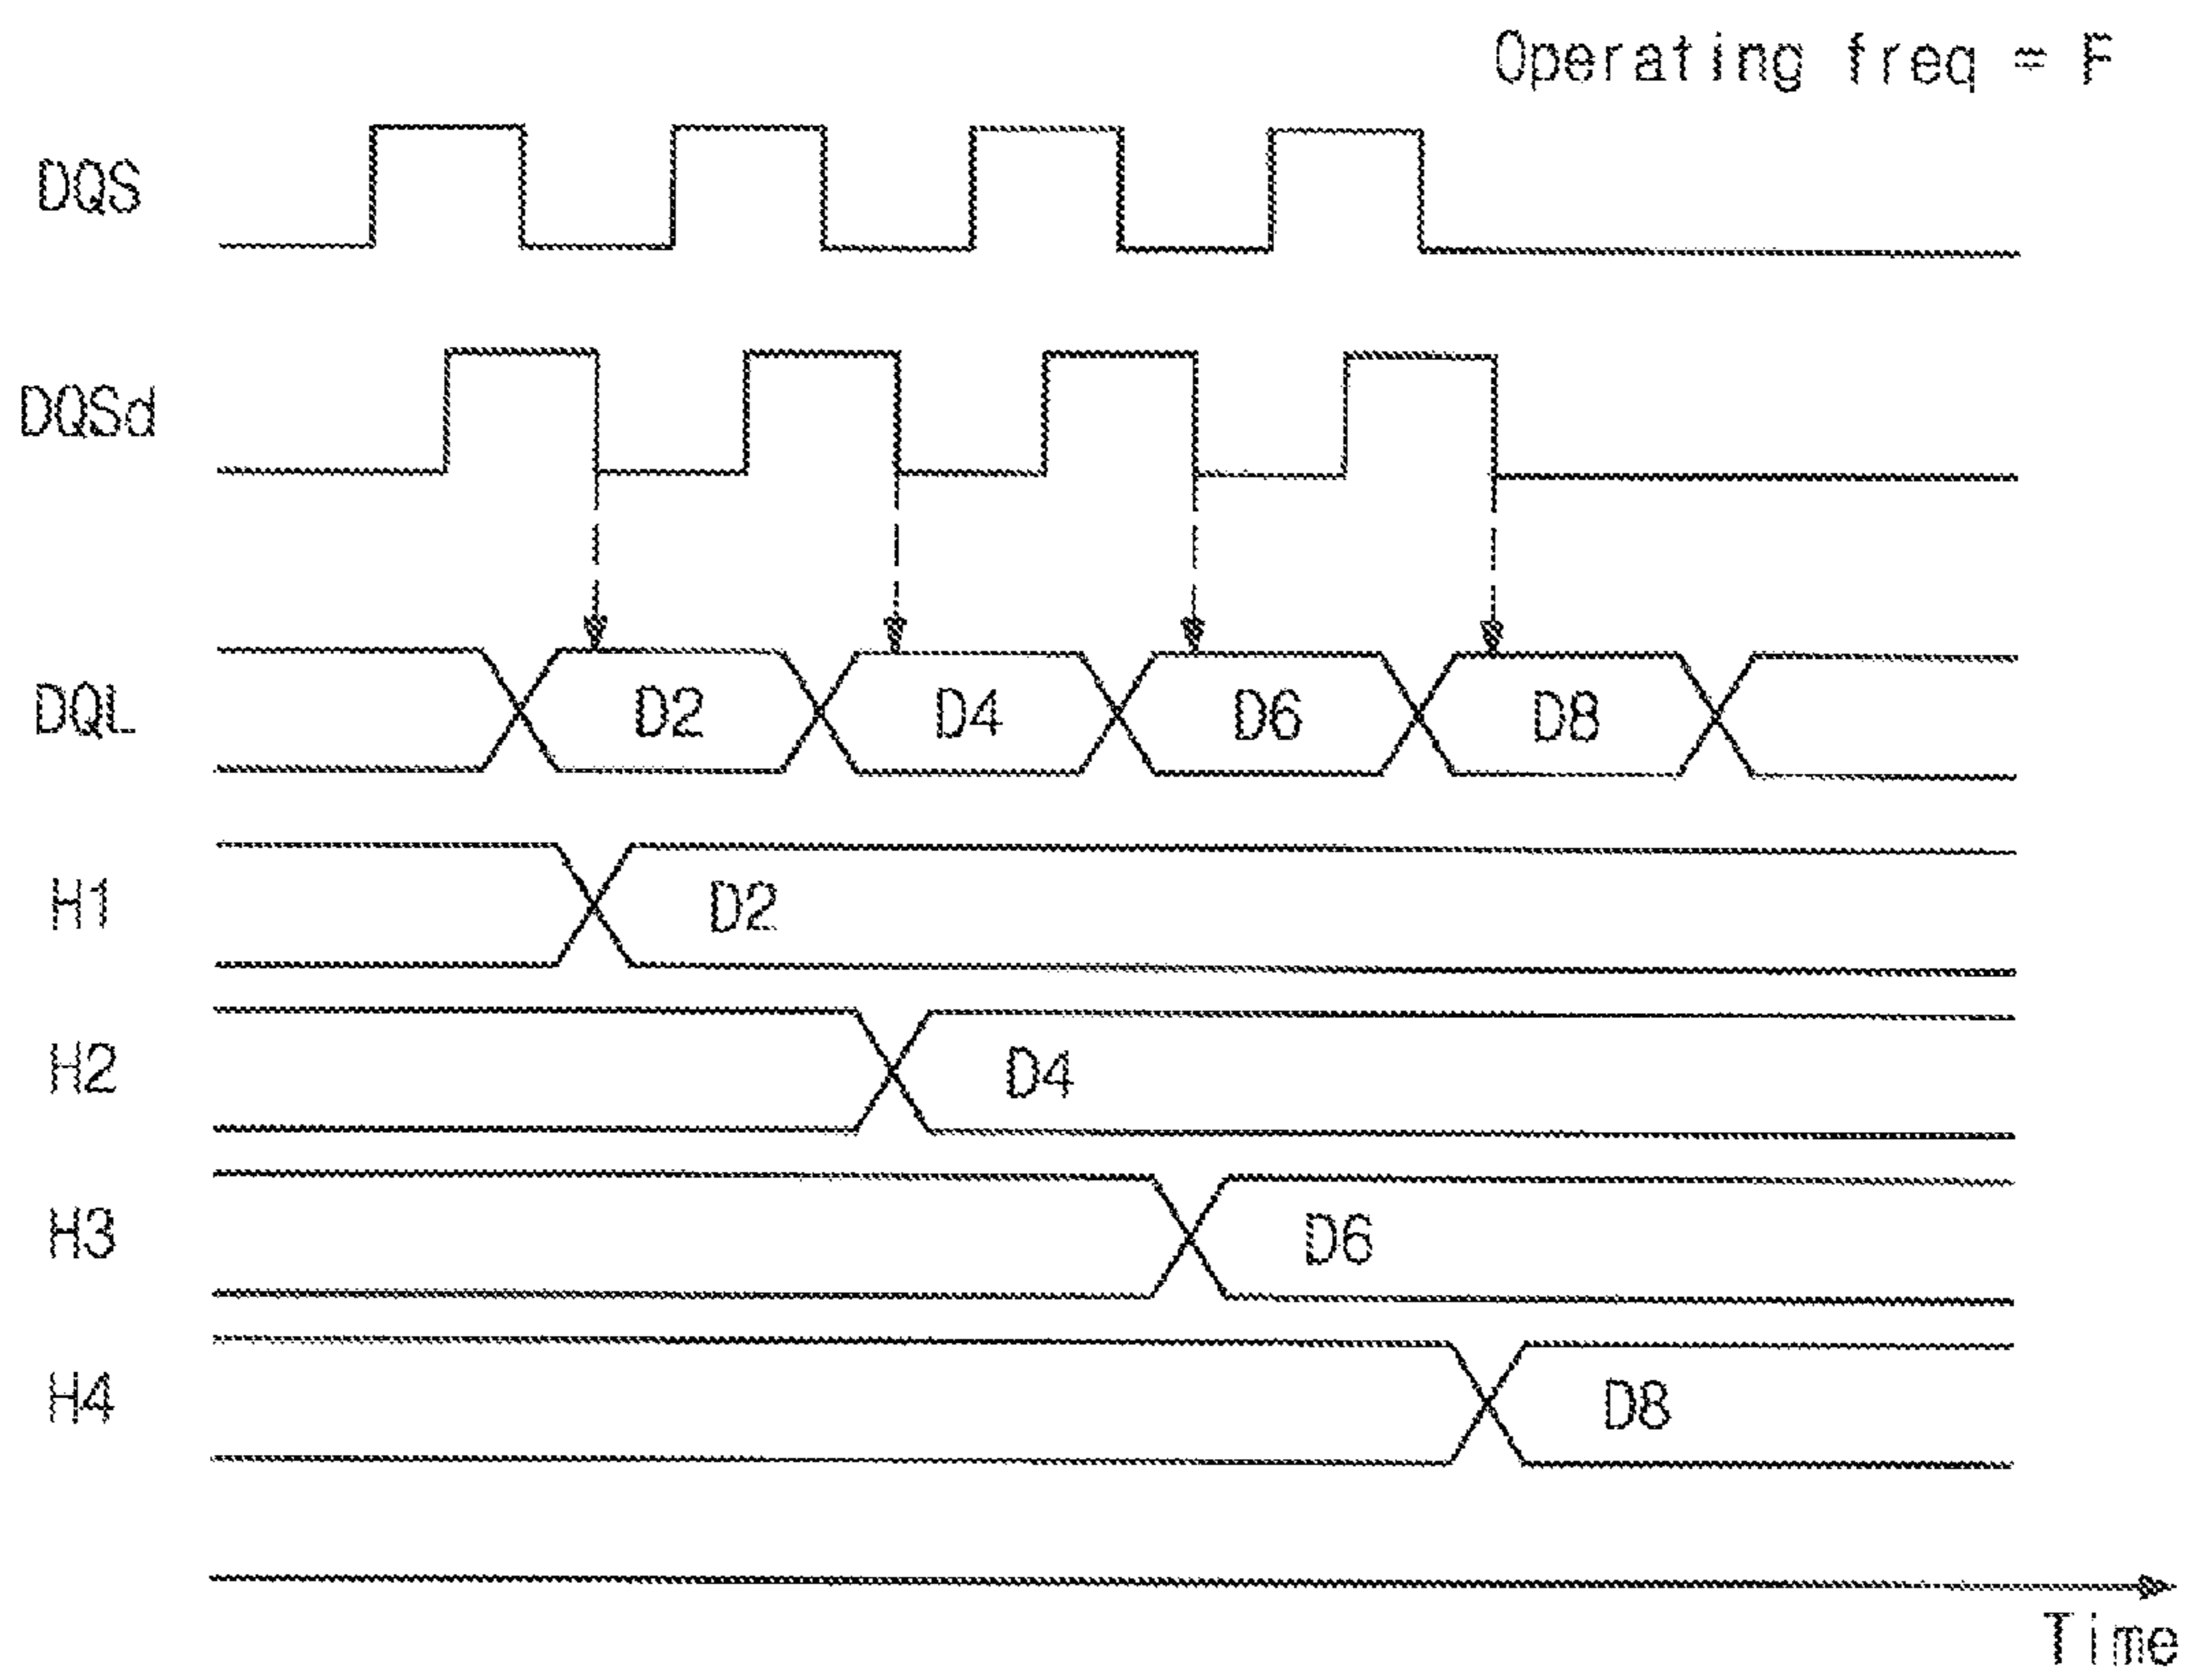 Operating freq = F
DQS
DQSd
DQL D2 D4 D6 D8
H1 D2
H2 D4
H3 D6
H4 D8
Time